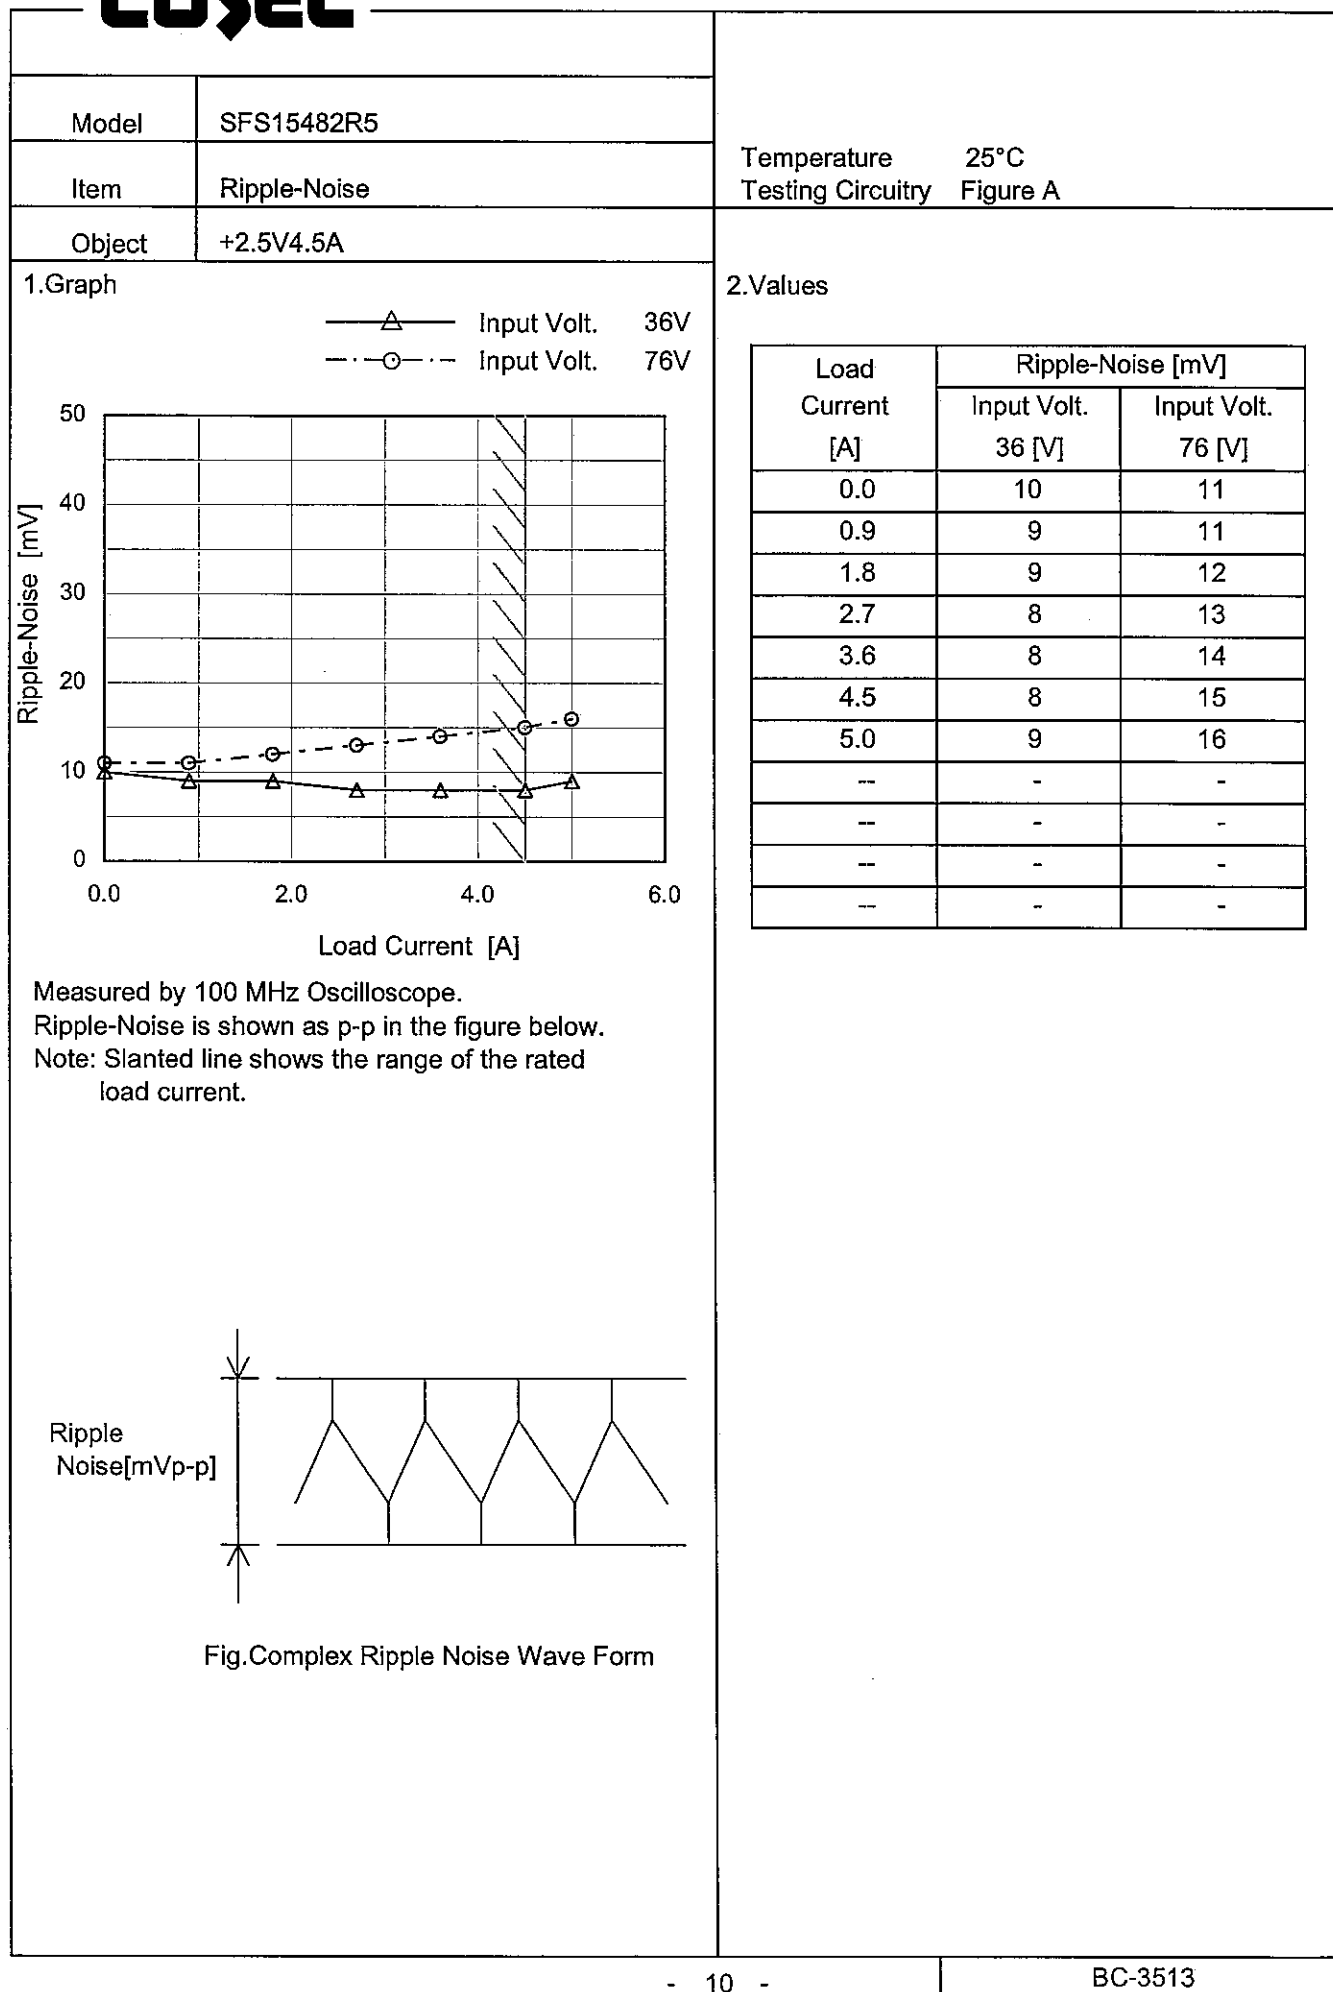 COSEL
Model SFS15482R5
Item Ripple-Noise
Object +2.5V4.5A
Temperature 25°C
Testing Circuitry Figure A
1.Graph
Input Volt. 36V
Input Volt. 76V
50
40
30
20
10
0
Ripple-Noise [mV]
0.0 2.0 4.0 6.0
Load Current [A]
Measured by 100 MHz Oscilloscope.
Ripple-Noise is shown as p-p in the figure below.
Note: Slanted line shows the range of the rated
load current.
Ripple
Noise[mVp-p]
Fig.Complex Ripple Noise Wave Form
2.Values
Load Ripple-Noise [mV]
Current Input Volt. Input Volt.
[A] 36 [V] 76 [V]
0.0 10 11
0.9 9 11
1.8 9 12
2.7 8 13
3.6 8 14
4.5 8 15
5.0 9 16
-- - -
-- - -
-- - -
-- - -
- 10 - BC-3513